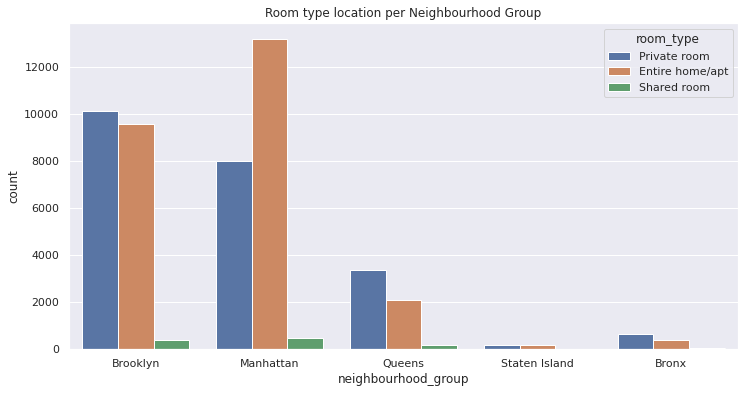 Room type location per Neighbourhood Group
room_type
Private room
Entire home/apt
Shared room
count
12000
10000
8000
6000
4000
2000
0
Brooklyn
Manhattan
Queens
Staten Island
Bronx
neighbourhood_group